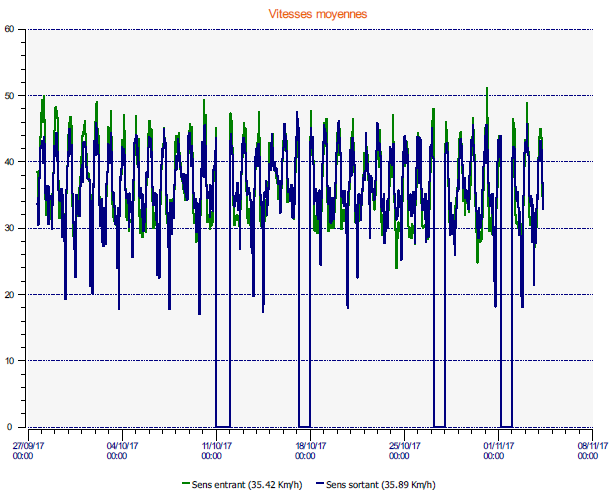 Vitesses moyennes
60
50
40
30
20
10
0
27/09/17 04/10/17 11/10/17 18/10/17 25/10/17 01/11/17 08/11/17
00:00 00:00 00:00 00:00 00:00 00:00 00:00
Sens entrant (35.42 Km/h) Sens sortant (35.89 Km/h)